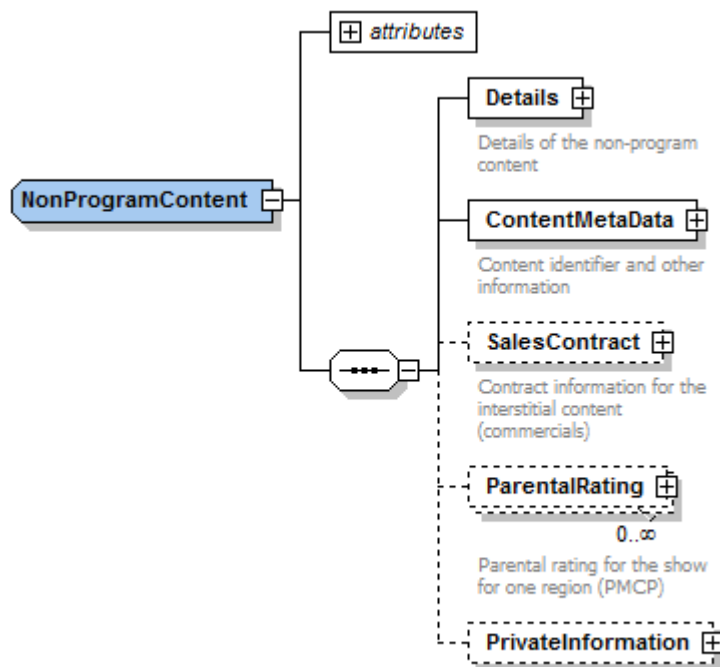 attributes
Details
Details of the non-program
content
NonProgramContent
ContentMetaData
Content identifier and other
information
SalesContract
Contract information for the
interstitial content
(commercials)
ParentalRating
0..∞
Parental rating for the show
for one region (PMCP)
PrivateInformation